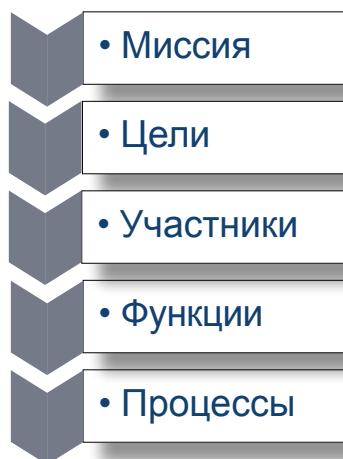 • Миссия
• Цели
• Участники
• Функции
• Процессы